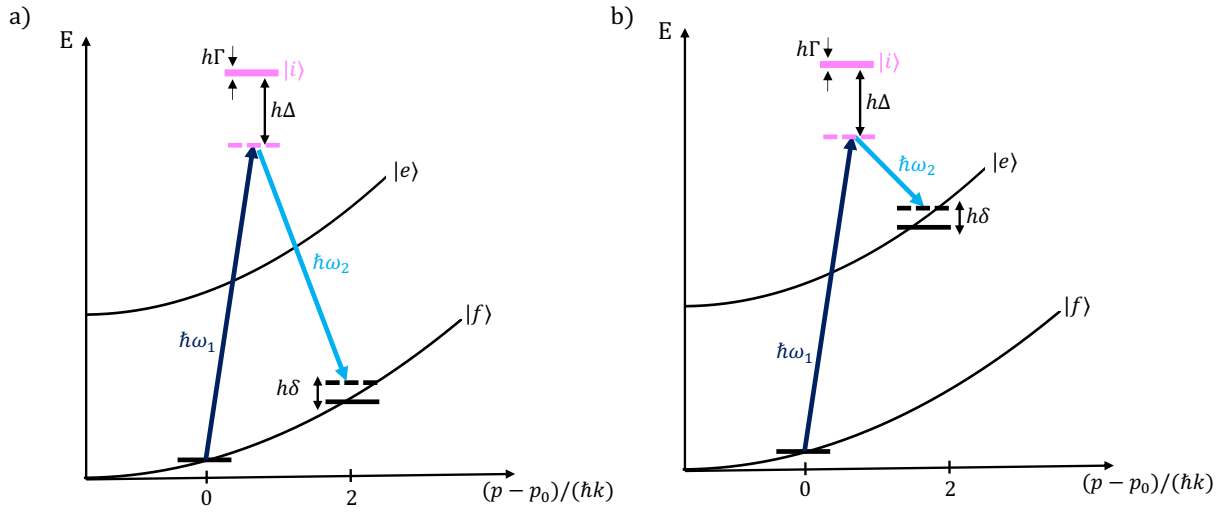 a)
E
hΓ
|i⟩
hΔ
|e⟩
ħω₂
|f⟩
ħω₁
hδ
0
2
(p − p₀)/(ħk)
b)
E
hΓ
|i⟩
hΔ
ħω₂
|e⟩
hδ
|f⟩
ħω₁
0
2
(p − p₀)/(ħk)